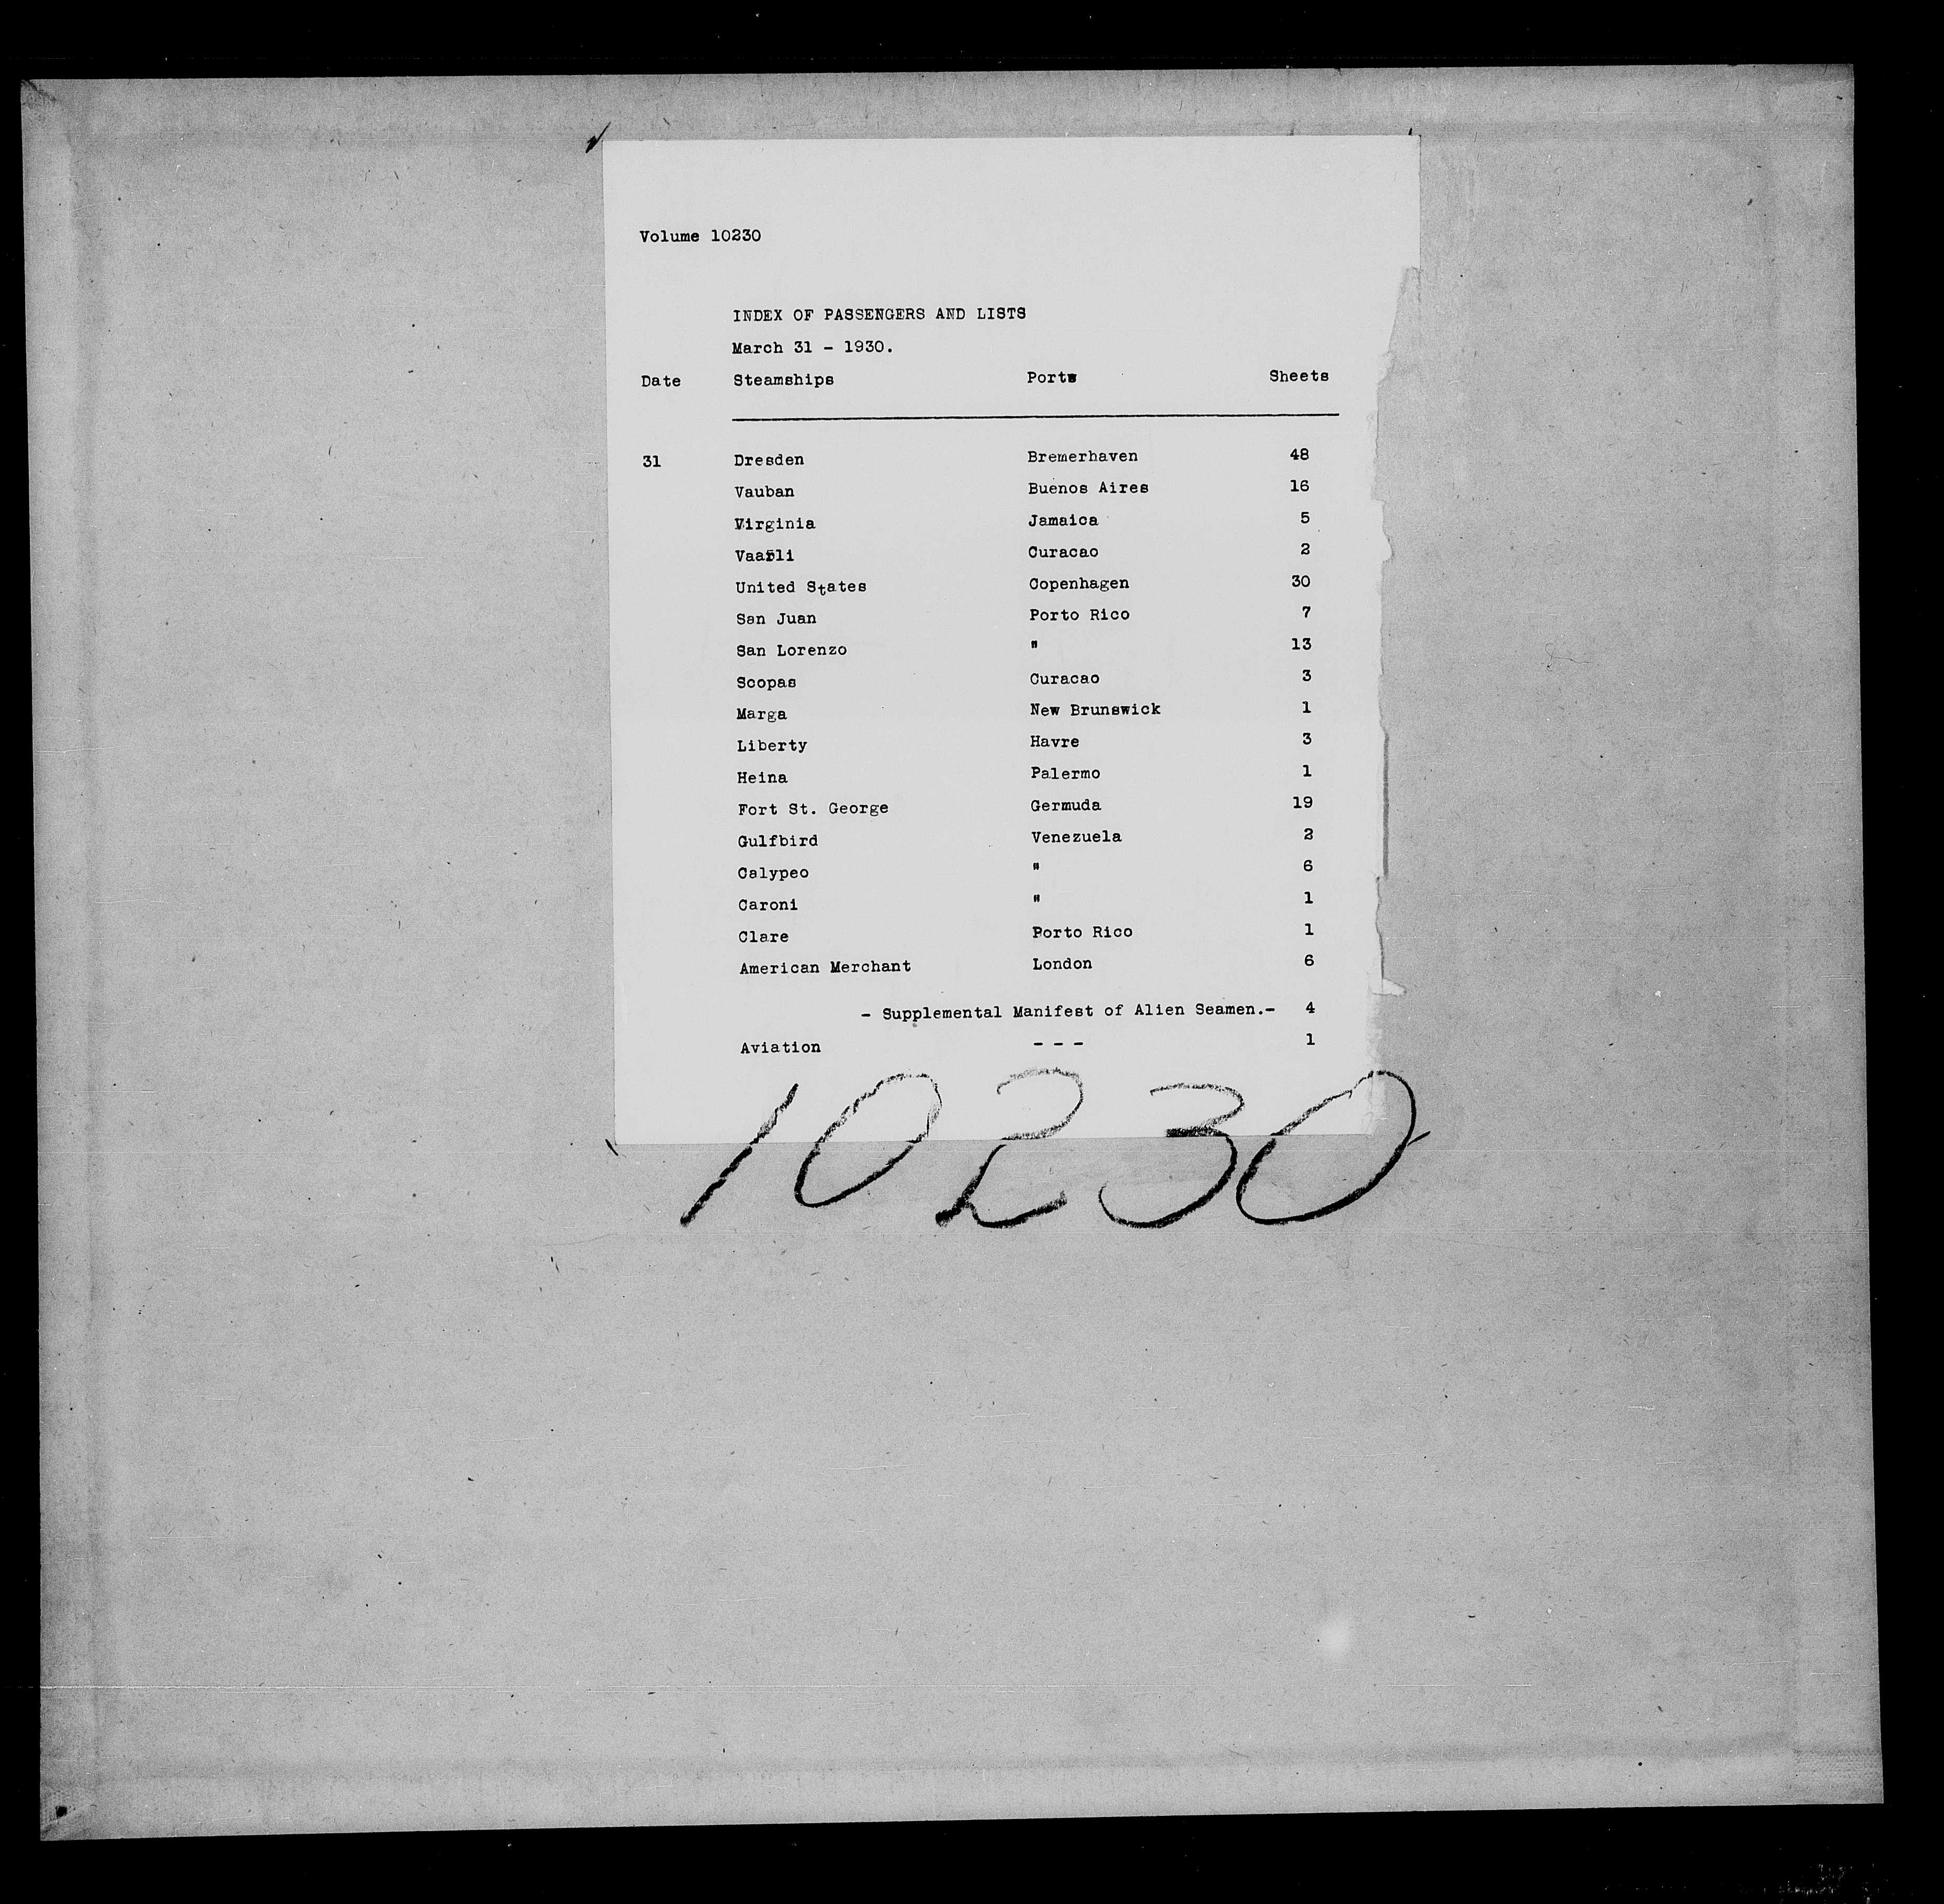 Volume 10230
INDEX OF PASSENGERS AND LISTS
March 31 - 1930.
Date Steamships Ports Sheets
31 Dresden Bremerhaven 48
Vauban Buenos Aires 16
Virginia Jamaica 5
Curacao 2
United States Copenhagen 30
San Juan Porto Rico 7
San Lorenzo " 13
Scopas Curacao 3
Marga New Brunswick 1
Liberty Havre 3
Heina Palermo 1
Fort St. George Germuda 19
Gulfbird Venezuela 2
Calypeo " 6
Caroni " 1
Clare Porto Rico 1
American Merchant London 6
- Supplemental Manifest of Alien Seamen.- 4
Aviation - - - 1
10230